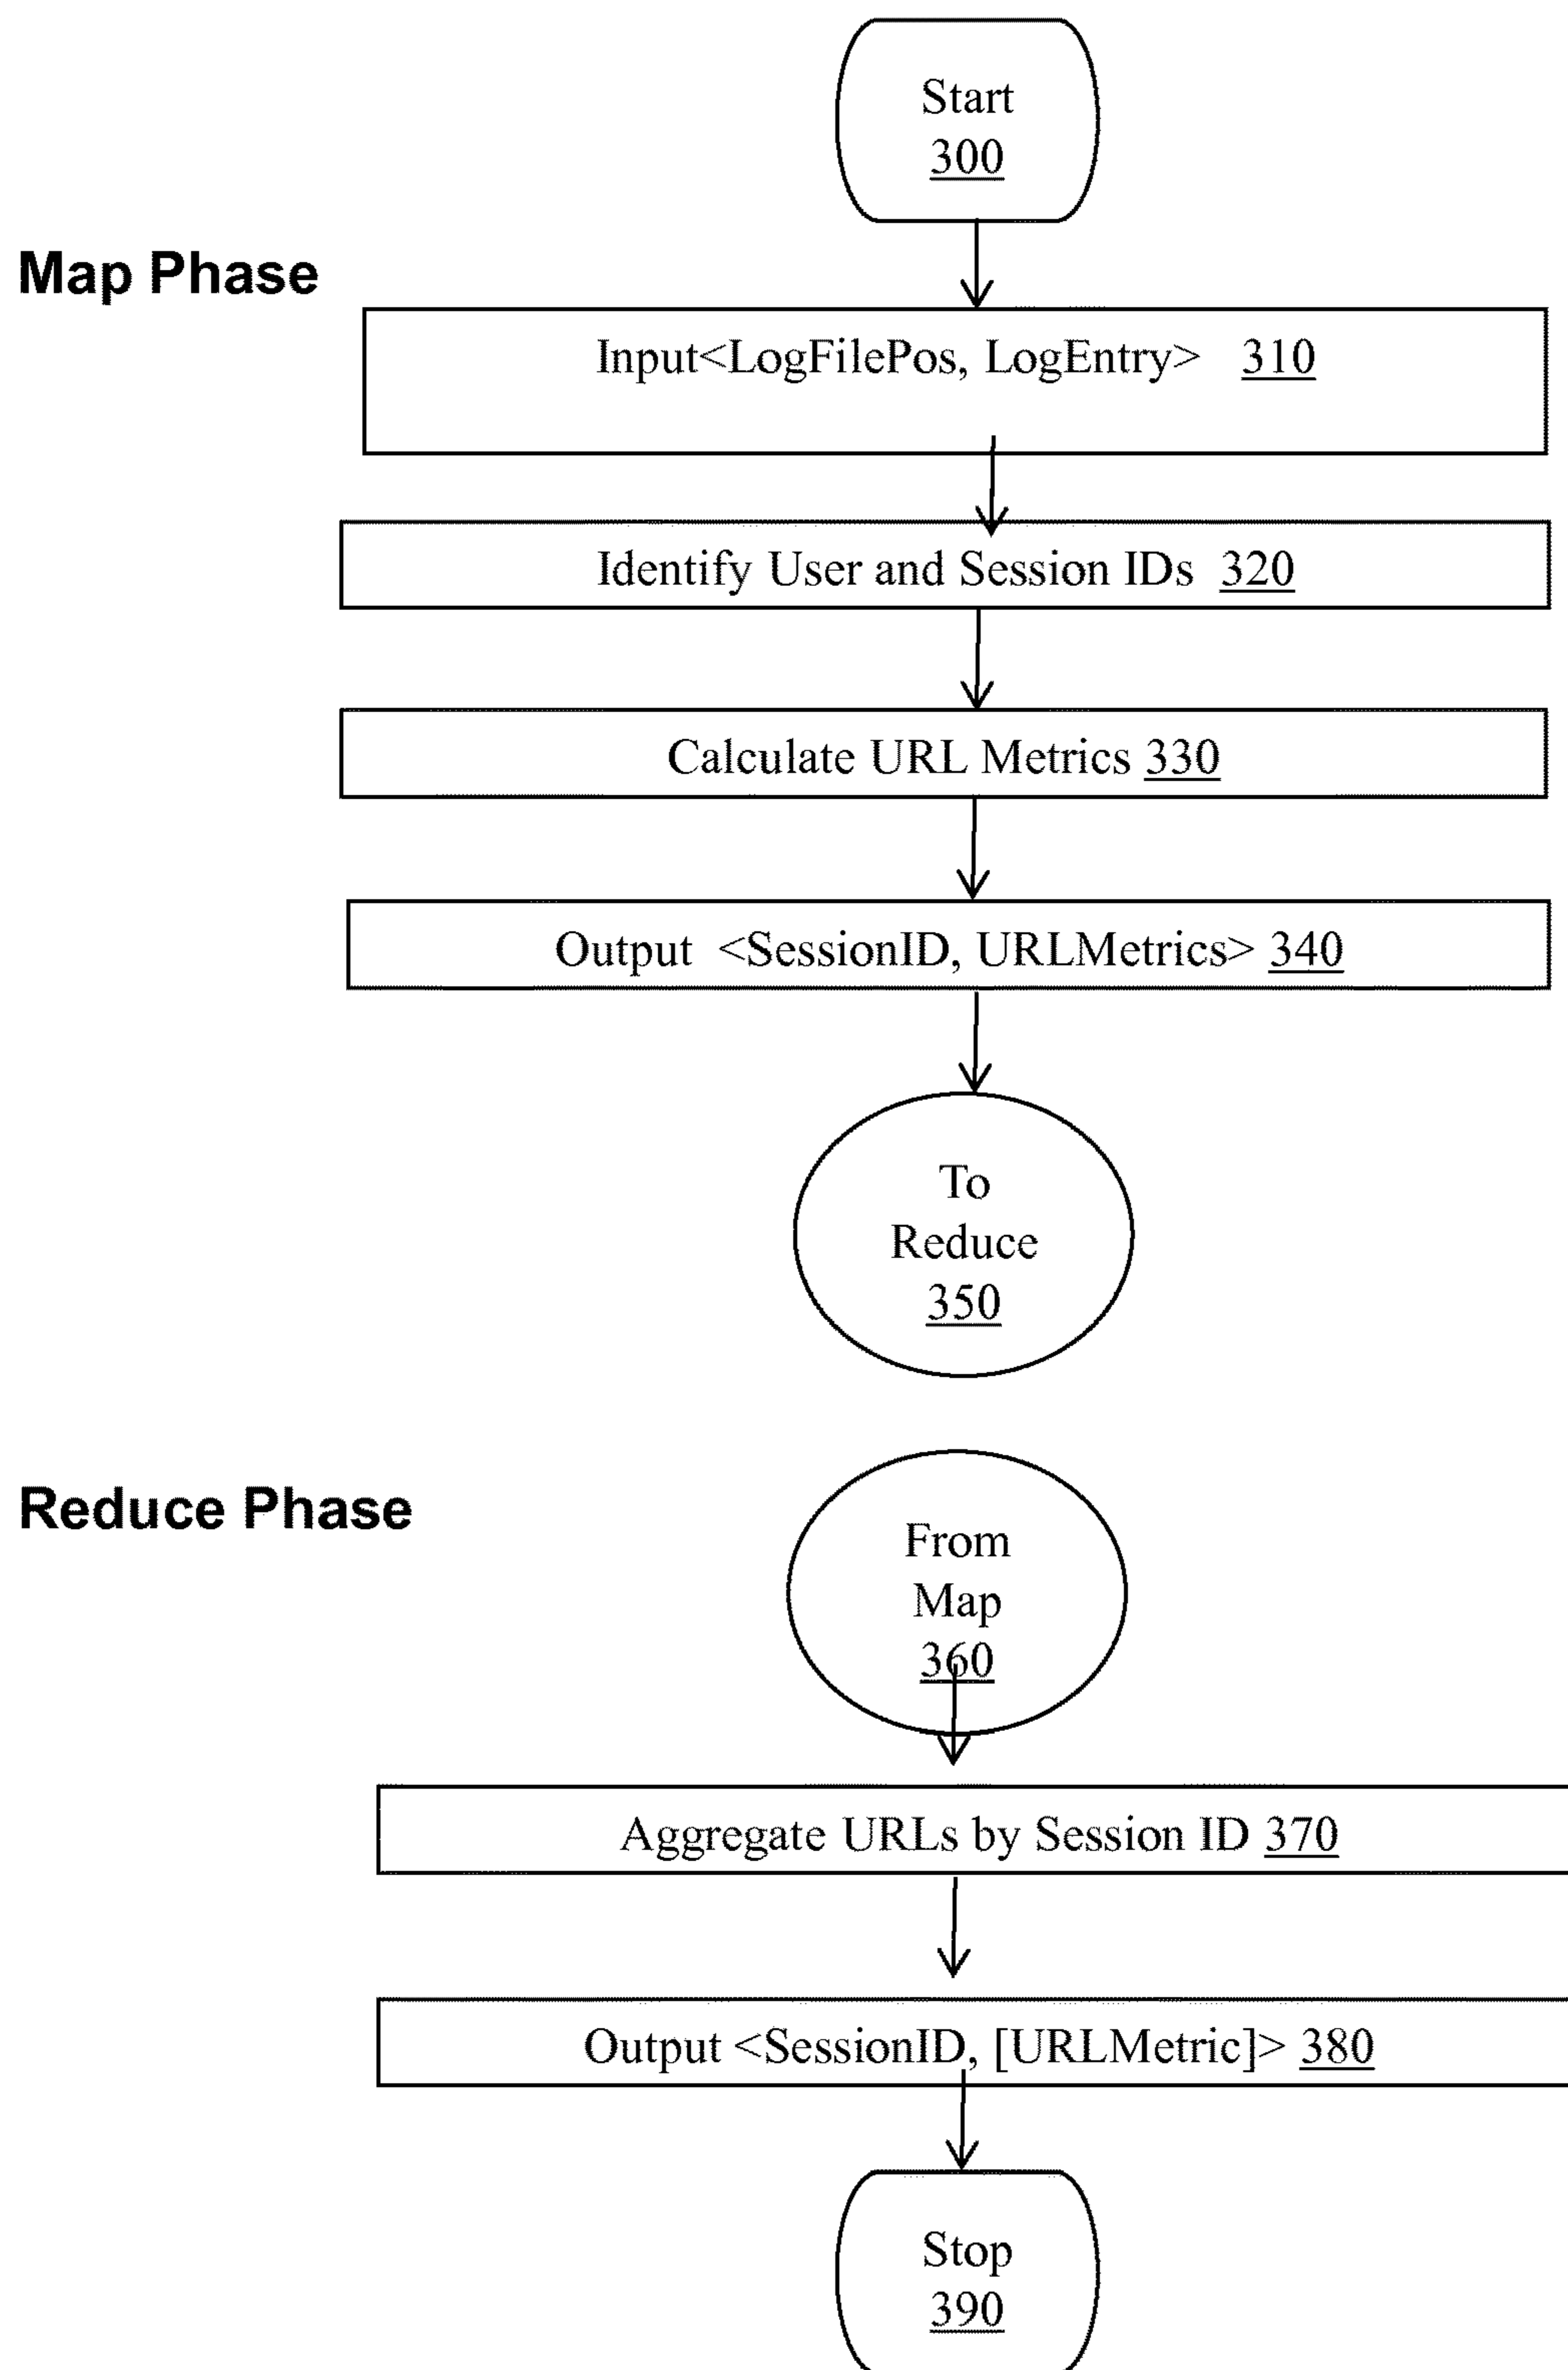 Start
300
Map Phase
Input<LogFilePos, LogEntry> 310
Identify User and Session IDs 320
Calculate URL Metrics 330
Output <SessionID, URLMetrics> 340
To
Reduce
350
Reduce Phase
From
Map
360
Aggregate URLs by Session ID 370
Output <SessionID, [URLMetric]> 380
Stop
390